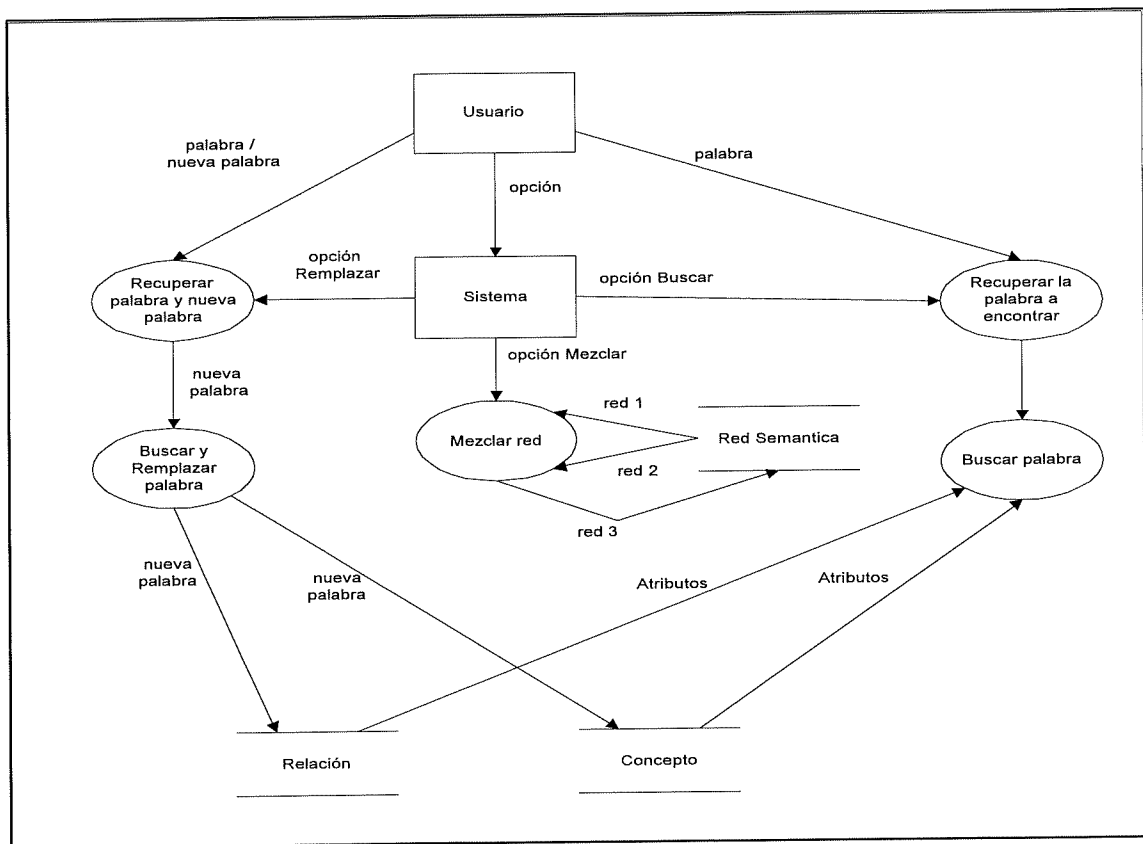 Usuario
palabra /
nueva palabra
palabra
opción
opción
Remplazar
opción Buscar
Recuperar
palabra y nueva
palabra
Sistema
Recuperar la
palabra a
encontrar
opción Mezclar
nueva
palabra
red 1
Mezclar red
Red Semantica
Buscar y
Remplazar
palabra
Buscar palabra
red 2
red 3
nueva
palabra
nueva
palabra
Atributos
Atributos
Relación
Concepto